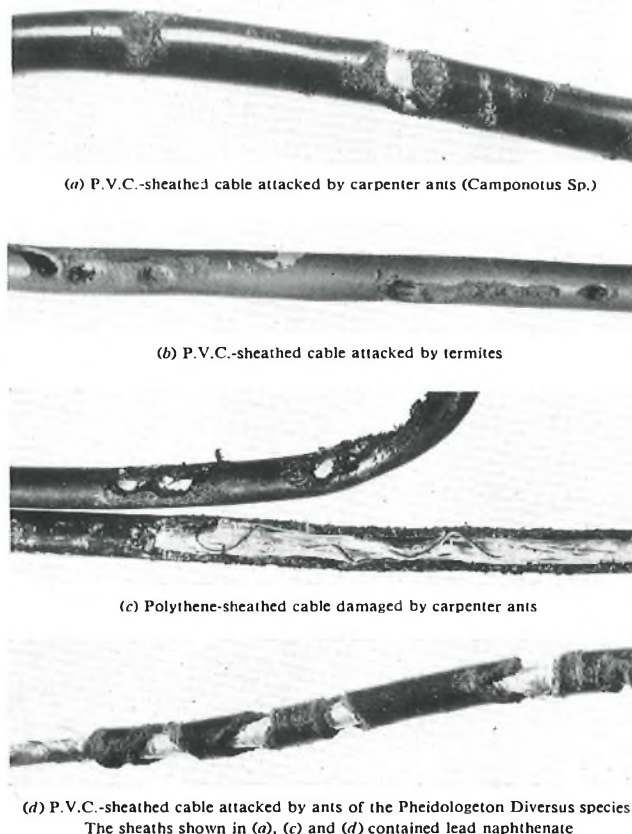 (a) P.V.C.-sheathed cable attacked by carpenter ants (Camponotus Sp.)
(b) P.V.C.-sheathed cable attacked by termites
(c) Polythene-sheathed cable damaged by carpenter ants
(d) P.V.C.-sheathed cable attacked by ants of the Pheidologeton Diversus species
The sheaths shown in (a), (c) and (d) contained lead naphthenate